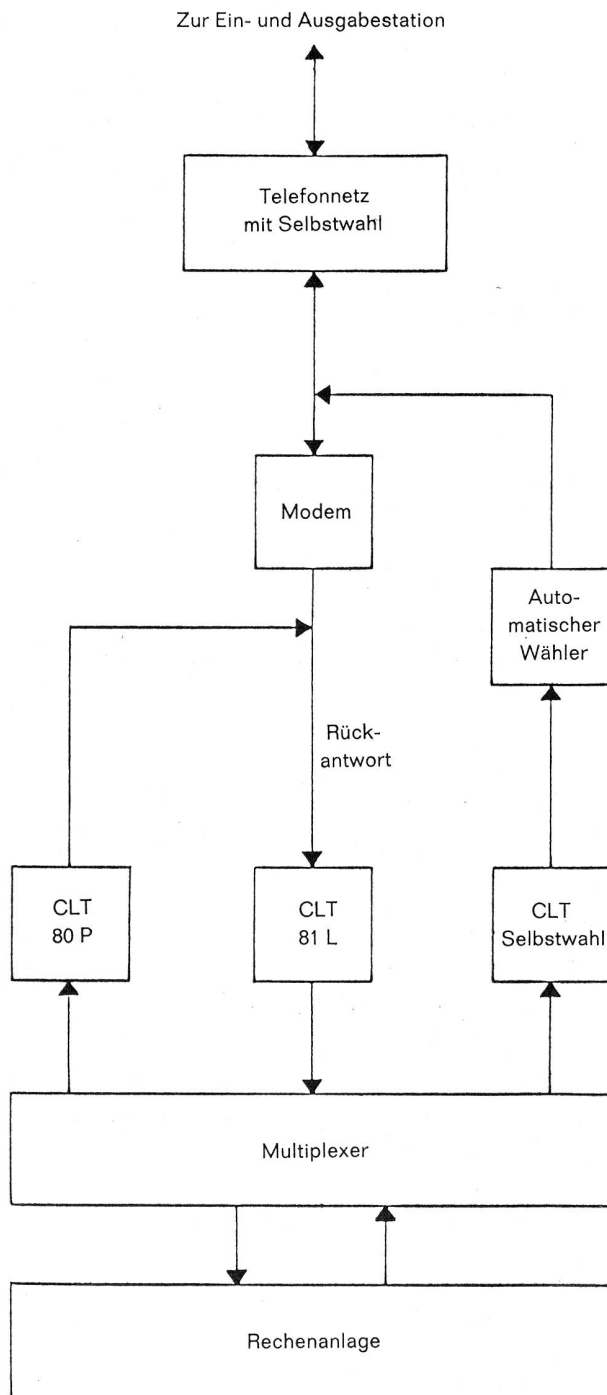 Zur Ein- und Ausgabestation
Telefonnetz
mit Selbstwahl
Modem
Auto-
matischer
Wähler
Rück-
antwort
CLT
80 P
CLT
81 L
CLT
Selbstwahl
Multiplexer
Rechenanlage